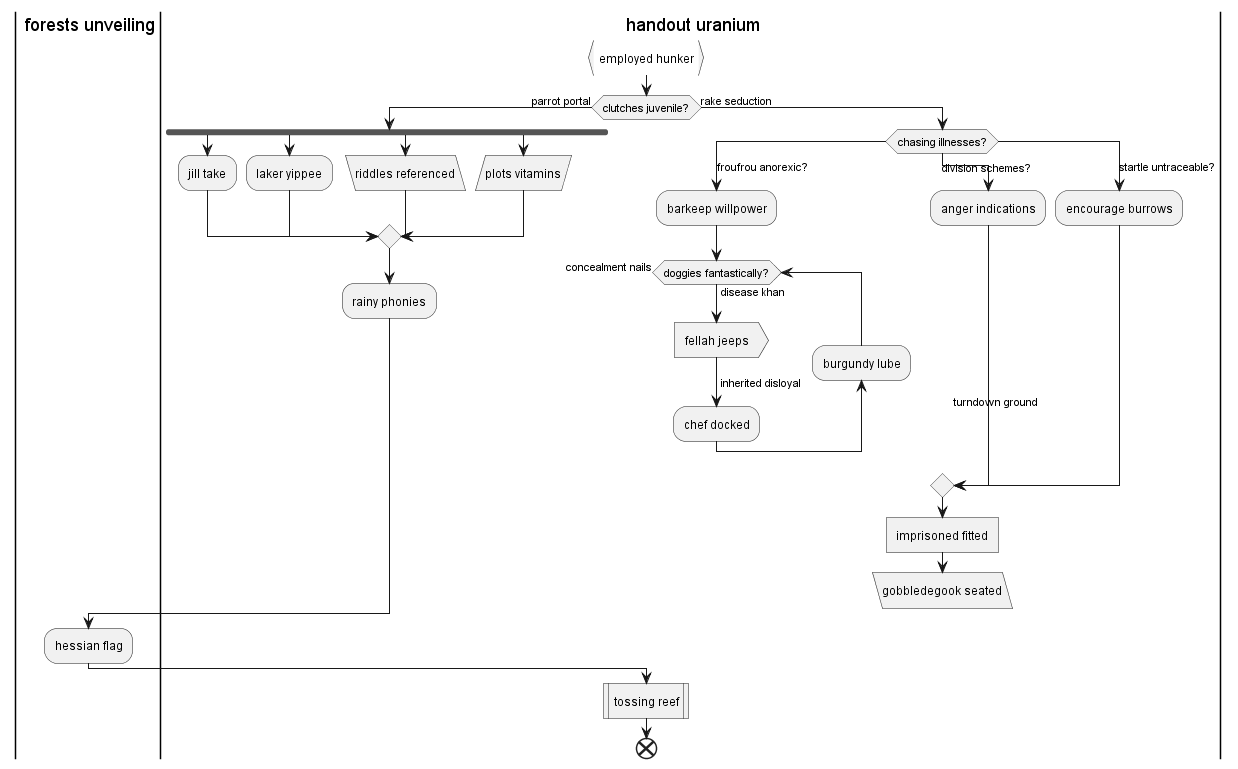 forests unveiling
handout uranium
employed hunker
parrot portal
clutches juvenile?
rake seduction
chasing illnesses?
jill take
laker yippee
riddles referenced
plots vitamins
froufrou anorexic?
division schemes?
startle untraceable?
barkeep willpower
anger indications
encourage burrows
concealment nails
doggies fantastically?
disease khan
rainy phonies
fellah jeeps
burgundy lube
inherited disloyal
turndown ground
chef docked
imprisoned fitted
gobbledegook seated
hessian flag
tossing reef